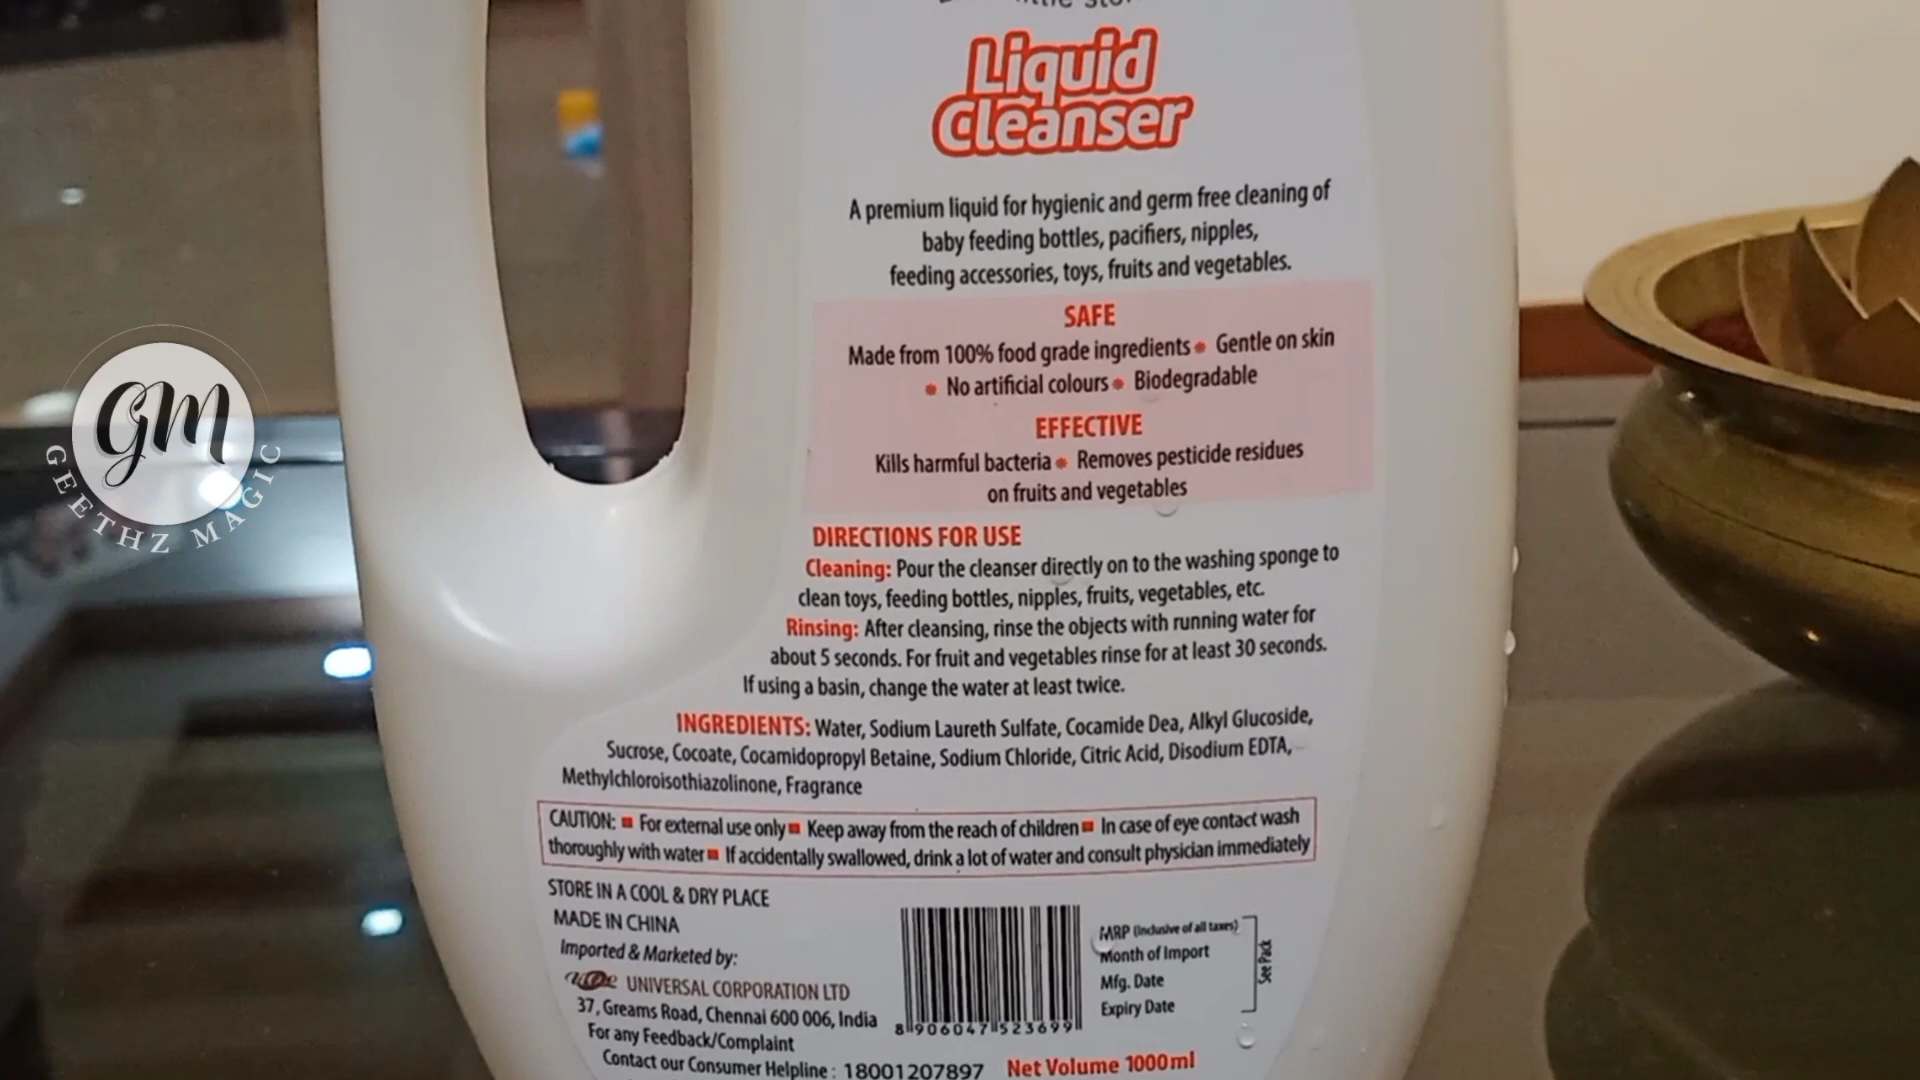 Liquid
Cleanser
A premium liquid for hygienic and germ free cleaning of
baby feeding bottles, pacifiers, nipples,
feeding accessories, toys, fruits and vegetables.
SAFE
Made from 100% food grade ingredients • Gentle on skin
• No artificial colours • Biodegradable
EFFECTIVE
Kills harmful bacteria • Removes pesticide residues
on fruits and vegetables
DIRECTIONS FOR USE
Cleaning: Pour the cleanser directly on to the washing sponge to
clean toys, feeding bottles, nipples, fruits, vegetables, etc.
Rinsing: After cleansing, rinse the objects with running water for
about 5 seconds. For fruit and vegetables rinse for at least 30 seconds.
If using a basin, change the water at least twice.
INGREDIENTS: Water, Sodium Laureth Sulfate, Cocamide Dea, Alkyl Glucoside,
Sucrose, Cocoate, Cocamidopropyl Betaine, Sodium Chloride, Citric Acid, Disodium EDTA,
Methylchloroisothiazolinone, Fragrance
CAUTION: ▪ For external use only ▪ Keep away from the reach of children ▪ In case of eye contact wash
thoroughly with water ▪ If accidentally swallowed, drink a lot of water and consult physician immediately
STORE IN A COOL & DRY PLACE
MADE IN CHINA
Imported & Marketed by:
UNIVERSAL CORPORATION LTD
37, Greams Road, Chennai 600 006, India
For any Feedback/Complaint
Contact our Consumer Helpline : 18001207897
8 906047 523699
MRP (Inclusive of all taxes)
Month of Import
Mfg. Date
Expiry Date
See Pack
Net Volume 1000ml
GM
GEETHZ MAGIC